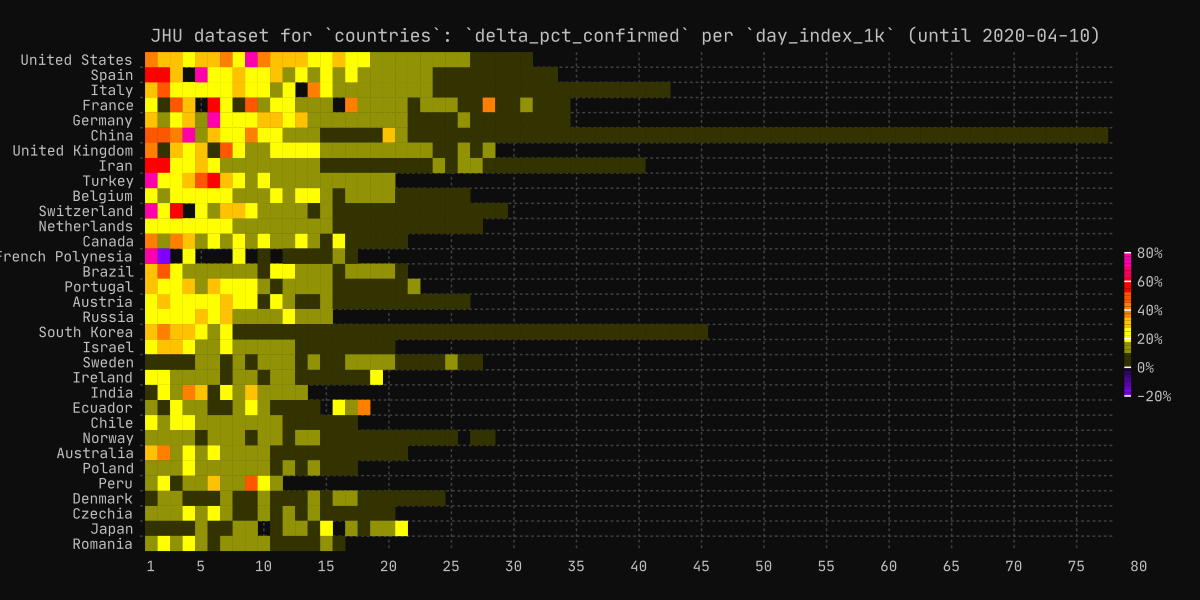 JHU dataset for `countries`: `delta_pct_confirmed` per `day_index_1k` (until 2020-04-10)
United States
Spain
Italy
France
Germany
China
United Kingdom
Iran
Turkey
Belgium
Switzerland
Netherlands
Canada
French Polynesia
Brazil
Portugal
Austria
Russia
South Korea
Israel
Sweden
Ireland
India
Ecuador
Chile
Norway
Australia
Poland
Peru
Denmark
Czechia
Japan
Romania
80%
60%
40%
20%
0%
-20%
1 5 10 15 20 25 30 35 40 45 50 55 60 65 70 75 80